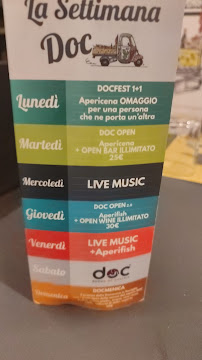 La Settimana
Doc
Lunedì
DOCFEST 1+1
Apericena OMAGGIO
per una persona
che ne porta un'altra
Martedì
DOC OPEN
Apericena
+ OPEN BAR ILLIMITATO
25€
Mercoledì
LIVE MUSIC
Giovedì
DOC OPEN
Aperifish
+ OPEN WINE ILLIMITATO
30€
Venerdì
LIVE MUSIC
+Aperifish
Sabato
doc
Domenica
DOCMENICA